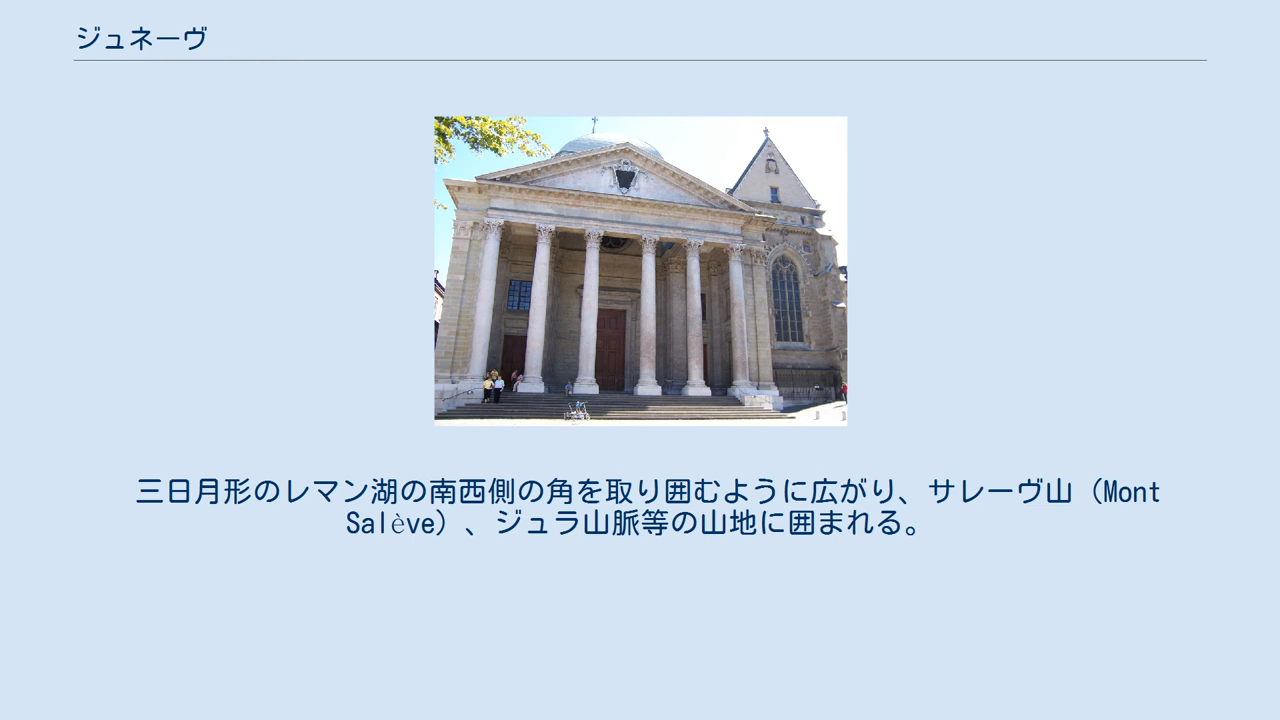 ジュネーヴ
三日月形のレマン湖の南西側の角を取り囲むように広がり、サレーヴ山（Mont
Salève）、ジュラ山脈等の山地に囲まれる。